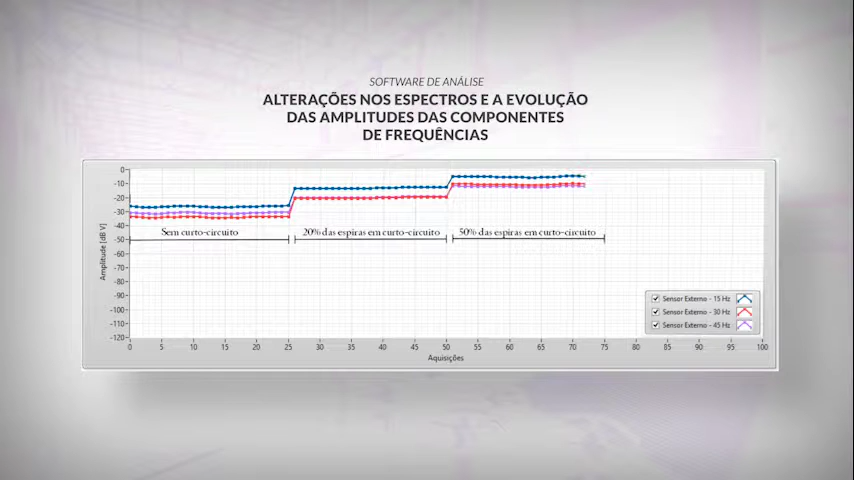 SOFTWARE DE ANÁLISE
ALTERAÇÕES NOS ESPECTROS E A EVOLUÇÃO
DAS AMPLITUDES DAS COMPONENTES
DE FREQUÊNCIAS
Amplitude [dB V]
0
-10
-20
-30
-40
-50
-60
-70
-80
-90
-100
-110
-120
Sem curto-circuito
20% das espiras em curto-circuito
50% das espiras em curto-circuito
Sensor Externo - 15 Hz
Sensor Externo - 30 Hz
Sensor Externo - 45 Hz
0 5 10 15 20 25 30 35 40 45 50 55 60 65 70 75 80 85 90 95 100
Aquisições